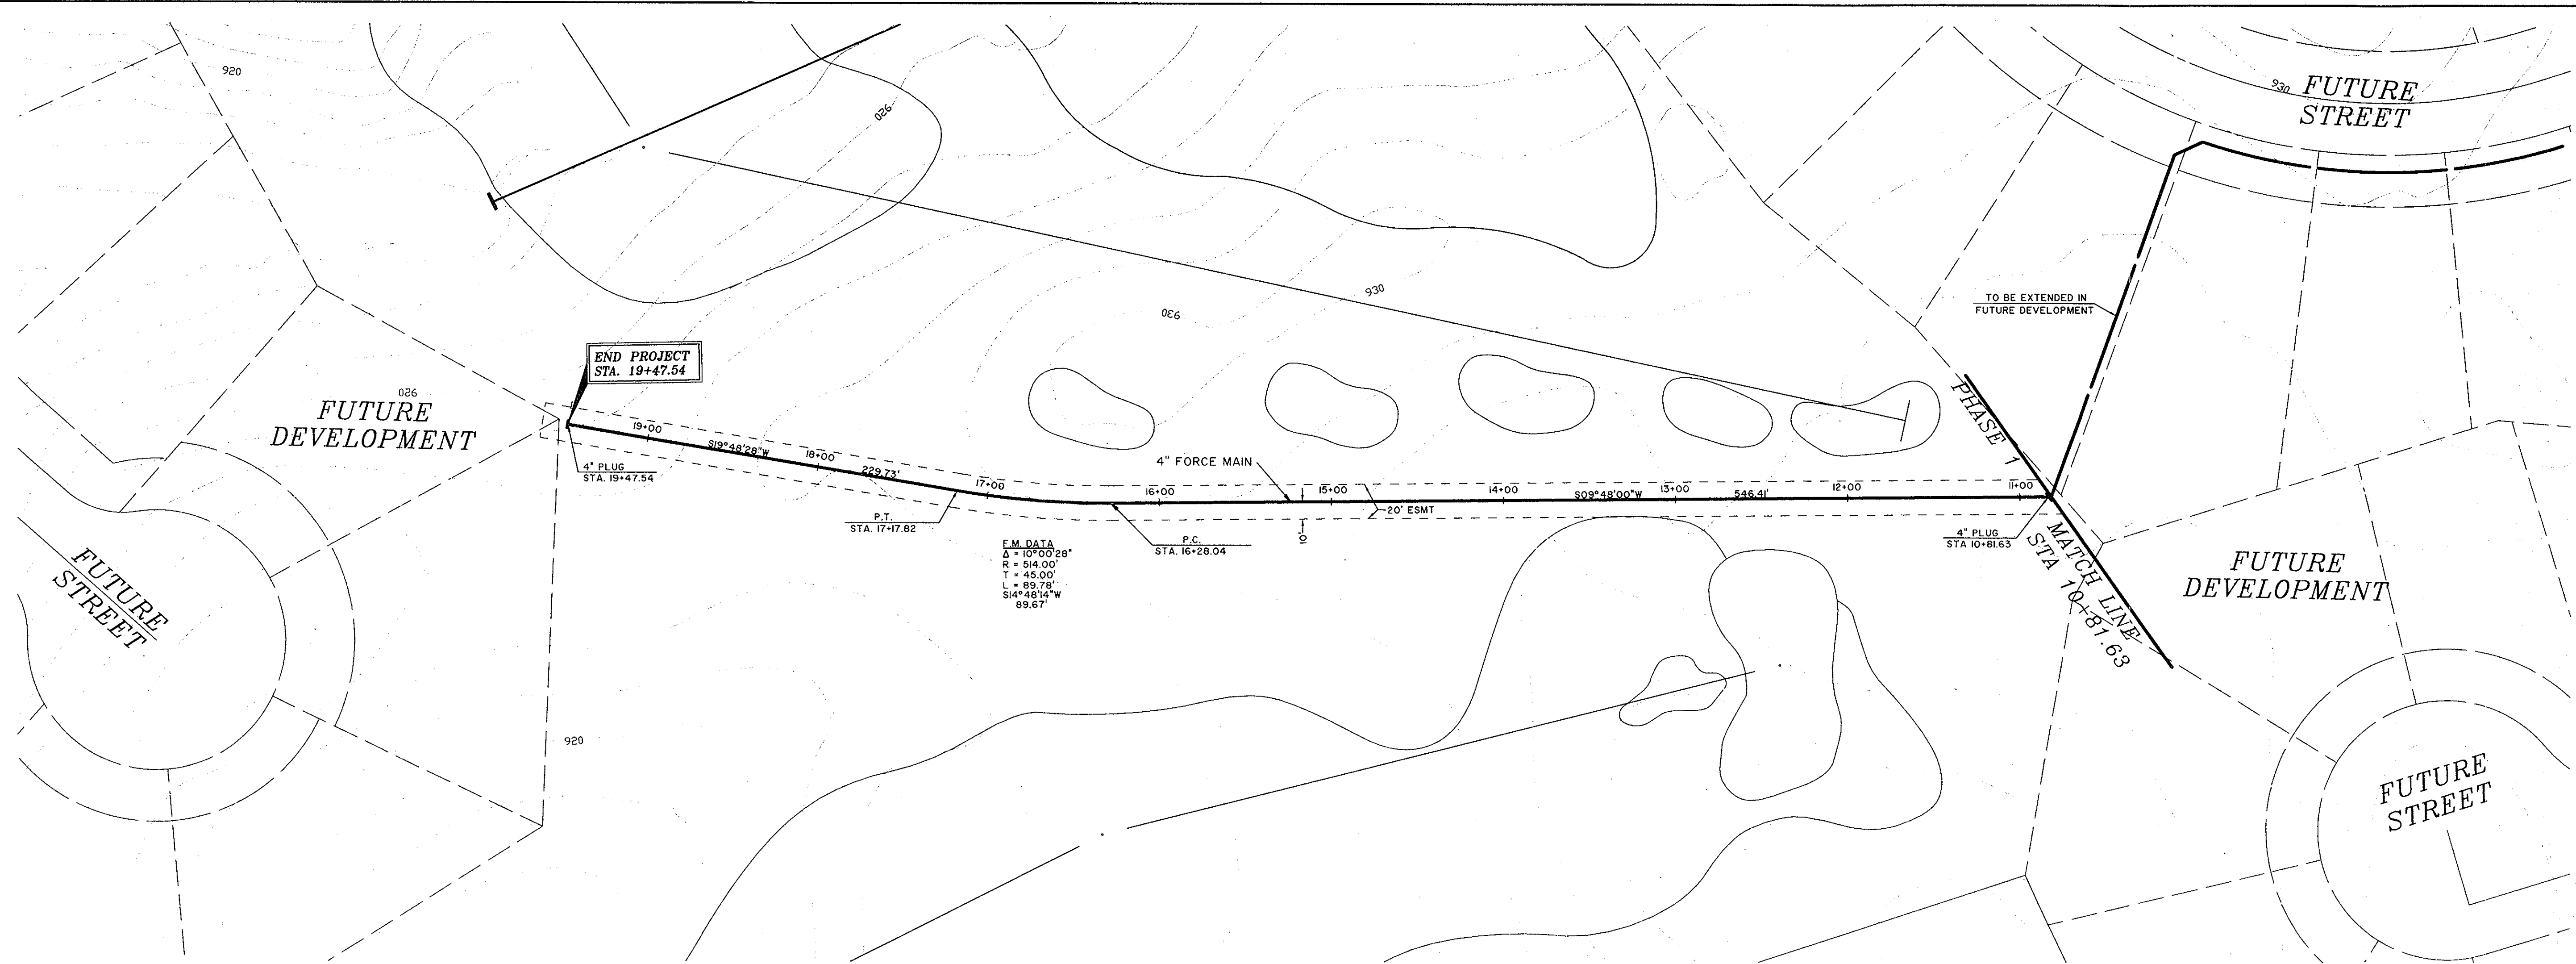 920
920
930
FUTURE
STREET
930
930
TO BE EXTENDED IN
FUTURE DEVELOPMENT
END PROJECT
STA. 19+47.54
920
FUTURE
DEVELOPMENT
PHASE 1
19+00
S19°48'28"W
18+00
229.73'
17+00
4" FORCE MAIN
16+00
15+00
14+00
S09°48'00"W
13+00
546.41'
12+00
11+00
4" PLUG
STA. 19+47.54
P.T.
STA. 17+17.82
20' ESMT
10'
P.C.
STA. 16+28.04
4" PLUG
STA 10+81.63
F.M. DATA
Δ = 10°00'28"
R = 514.00'
T = 45.00'
L = 89.78'
S14°48'14"W
89.67'
MATCH LINE
STA 10+81.63
FUTURE
DEVELOPMENT
FUTURE
STREET
920
FUTURE
STREET